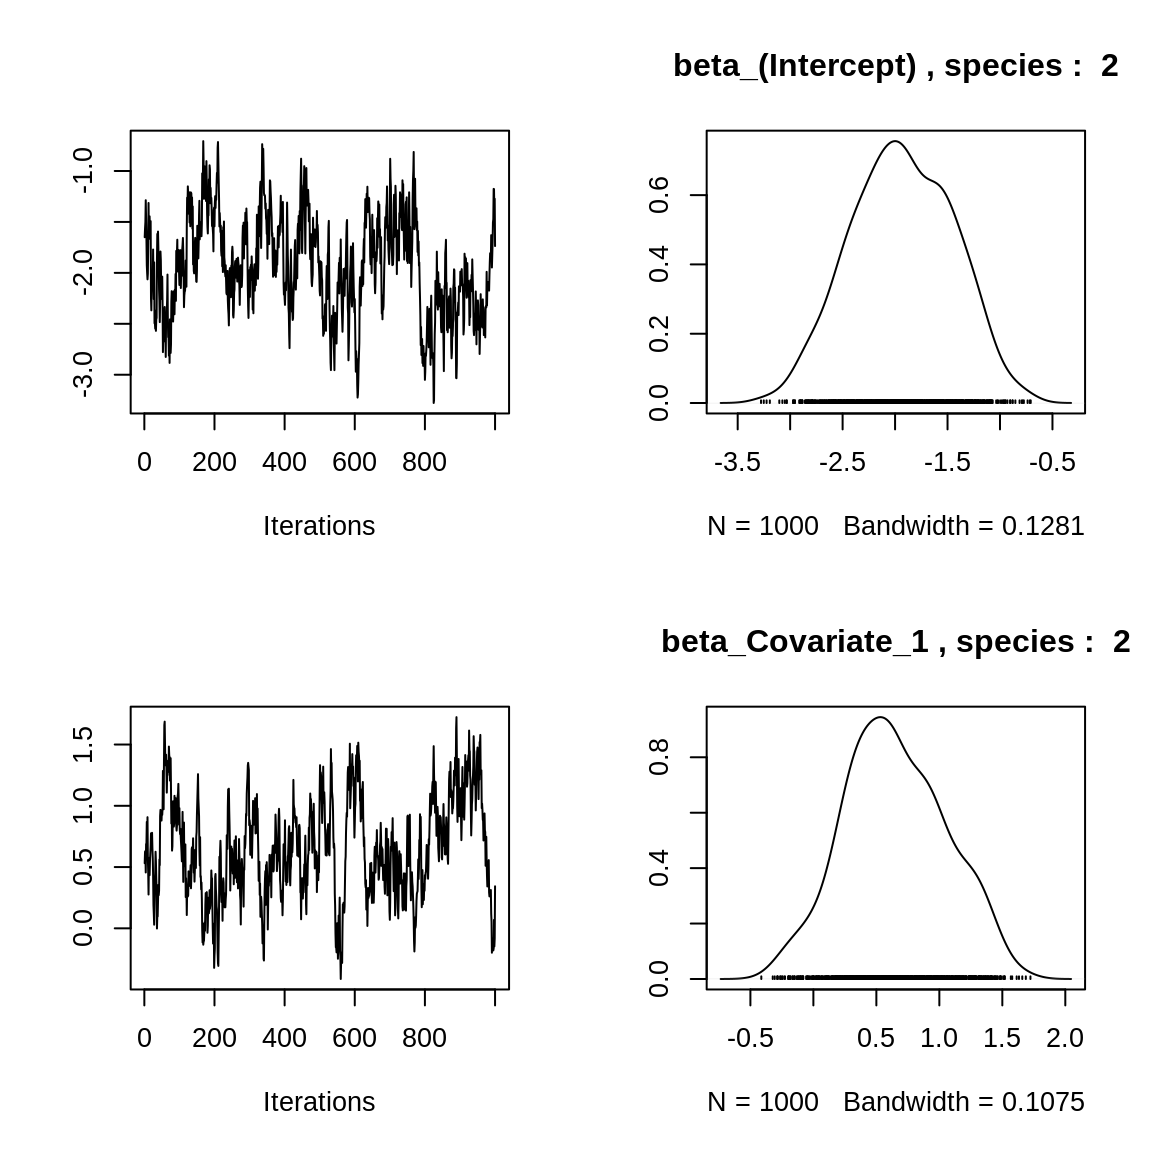 beta_(Intercept) , species :  2
-1.0
-2.0
-3.0
0 200 400 600 800
Iterations
0.6
0.4
0.2
0.0
-3.5 -2.5 -1.5 -0.5
N = 1000   Bandwidth = 0.1281
beta_Covariate_1 , species :  2
1.5
1.0
0.5
0.0
0 200 400 600 800
Iterations
0.8
0.4
0.0
-0.5 0.5 1.0 1.5 2.0
N = 1000   Bandwidth = 0.1075